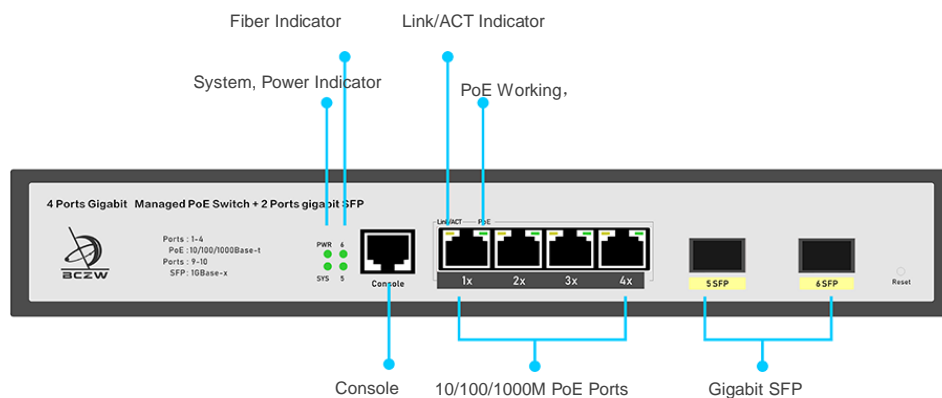 Fiber Indicator
Link/ACT Indicator
System, Power Indicator
PoE Working，
4 Ports Gigabit Managed PoE Switch + 2 Ports gigabit SFP
Link/ACT
PoE
Ports : 1-4
PoE : 10/100/1000Base-t
Ports : 9-10
SFP : 1GBase-x
BCZW
PWR 6
SYS 5
Console
1x 2x 3x 4x
5 SFP
6 SFP
Reset
Console
10/100/1000M PoE Ports
Gigabit SFP